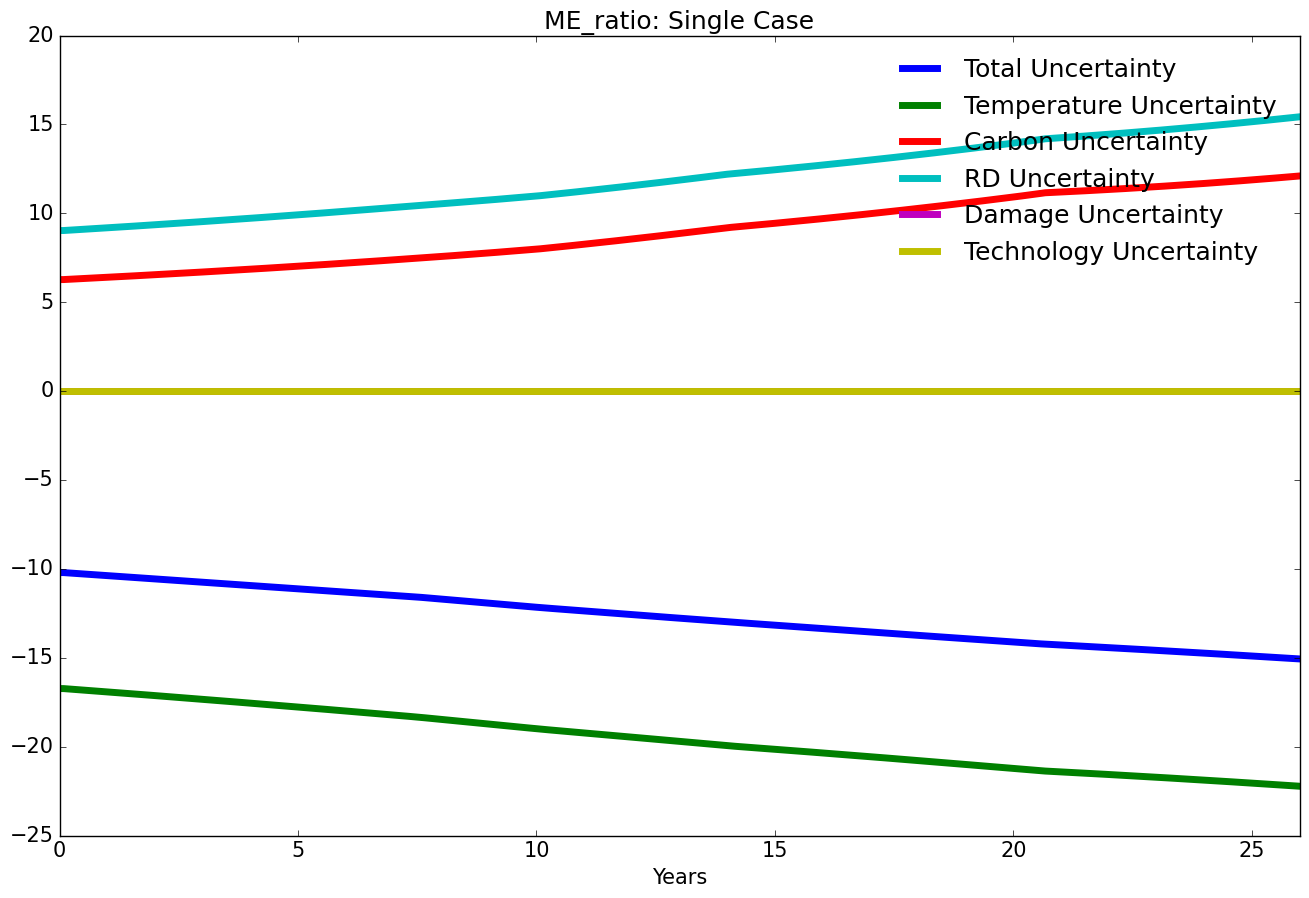 ME_ratio: Single Case
20
15
10
5
0
−5
−10
−15
−20
−25
Total Uncertainty
Temperature Uncertainty
Carbon Uncertainty
RD Uncertainty
Damage Uncertainty
Technology Uncertainty
0 5 10 15 20 25
Years